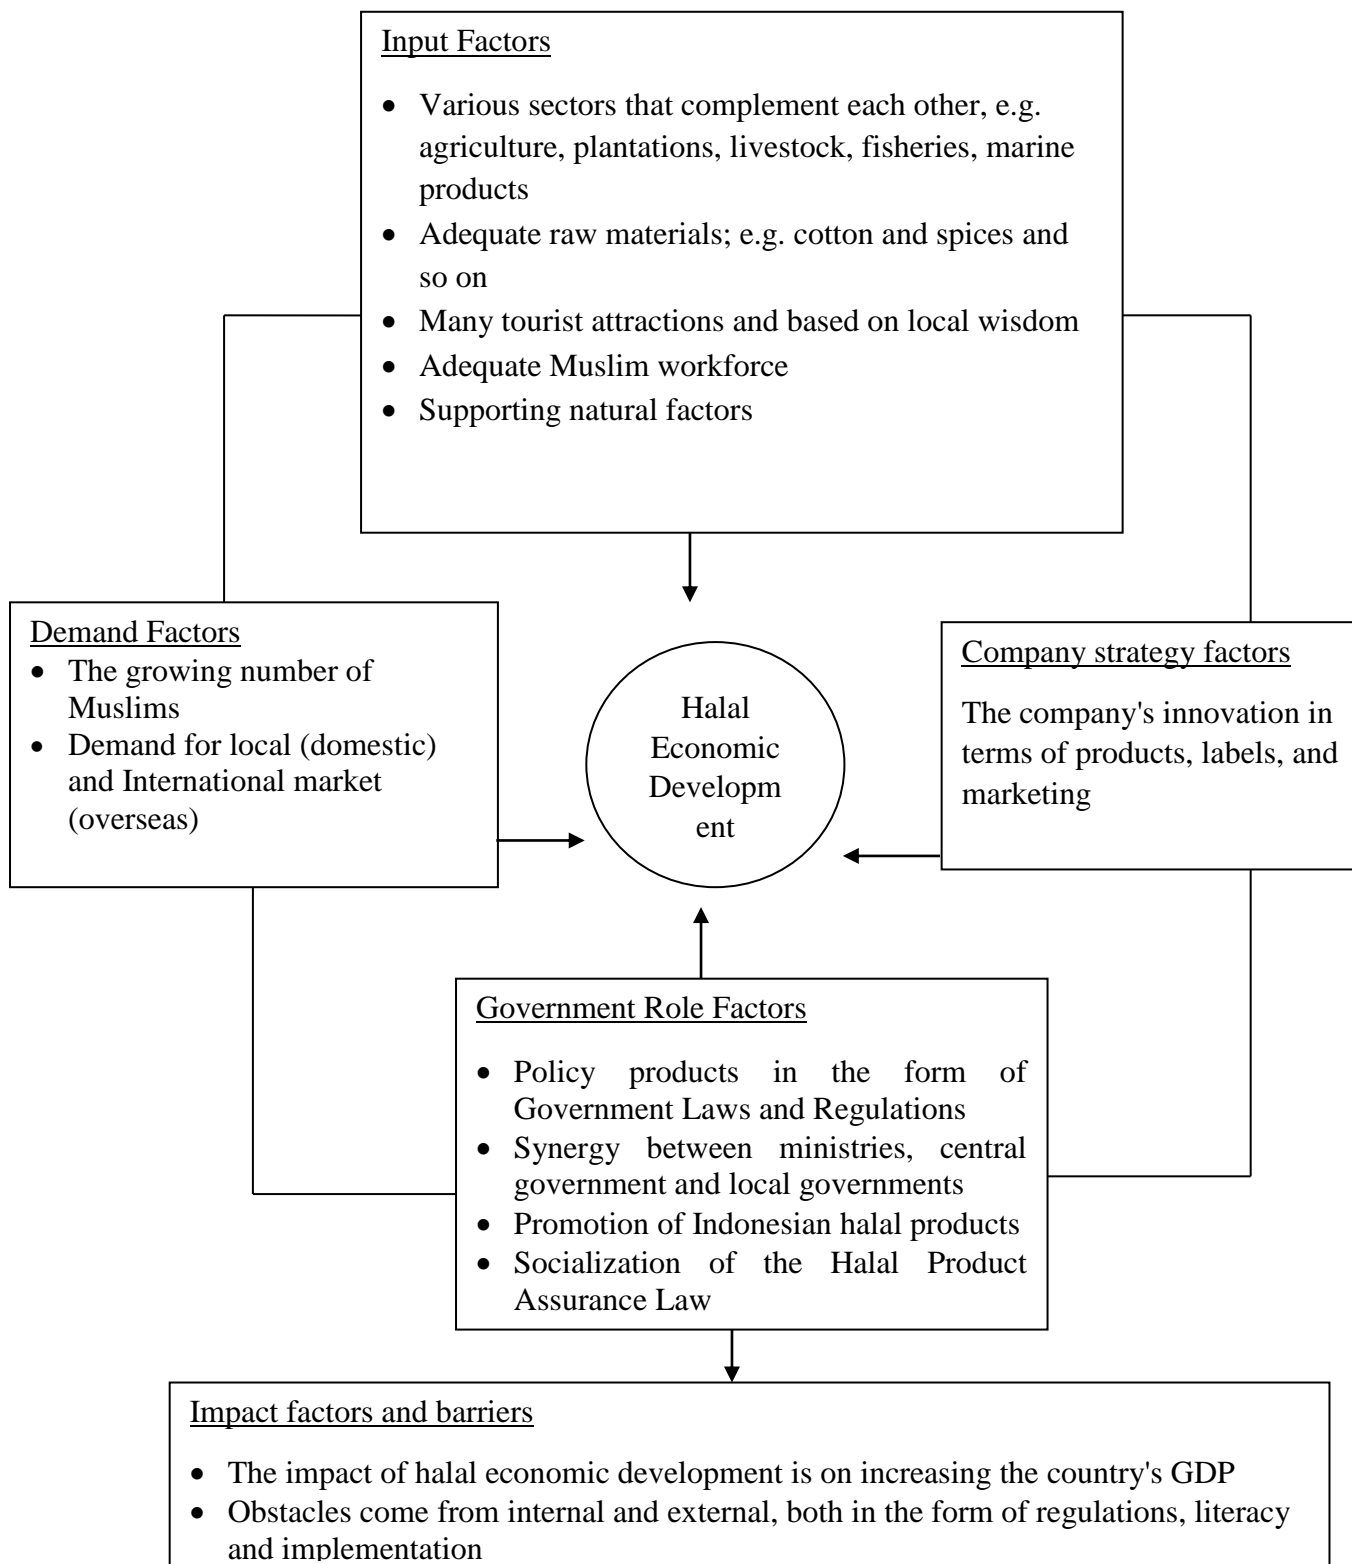 Input Factors
• Various sectors that complement each other, e.g.
agriculture, plantations, livestock, fisheries, marine
products
• Adequate raw materials; e.g. cotton and spices and
so on
• Many tourist attractions and based on local wisdom
• Adequate Muslim workforce
• Supporting natural factors
Demand Factors
• The growing number of
Muslims
• Demand for local (domestic)
and International market
(overseas)
Halal
Economic
Developm
ent
Company strategy factors
The company's innovation in
terms of products, labels, and
marketing
Government Role Factors
• Policy products in the form of
Government Laws and Regulations
• Synergy between ministries, central
government and local governments
• Promotion of Indonesian halal products
• Socialization of the Halal Product
Assurance Law
Impact factors and barriers
• The impact of halal economic development is on increasing the country's GDP
• Obstacles come from internal and external, both in the form of regulations, literacy
and implementation